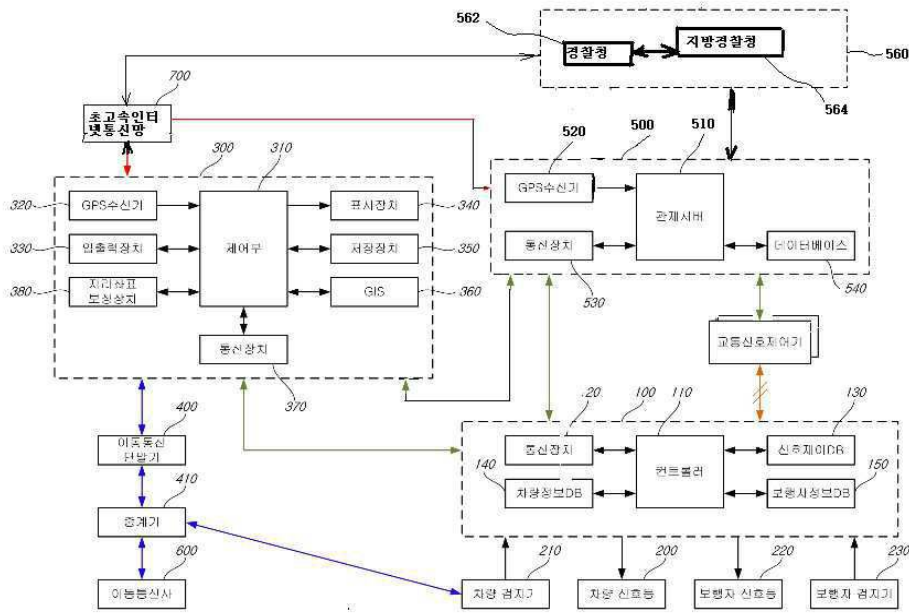 562
경찰청
지방경찰청
560
564
700
초고속인터
넷통신망
300
310
520
500
510
320
GPS수신기
표시장치
340
GPS수신기
330
입출력장치
제어부
저장장치
350
관제서버
380
지리좌표
보정장치
GIS
360
통신장치
데이터베이스
530
540
통신장치
370
교통신호제어기
400
이동통신
단말기
120
100
110
130
통신장치
신호제어DB
140
컨트롤러
150
차량정보DB
보행자정보DB
410
중계기
600
이동통신사
210
200
220
230
차량 검지기
차량 신호등
보행자 신호등
보행자 검지기